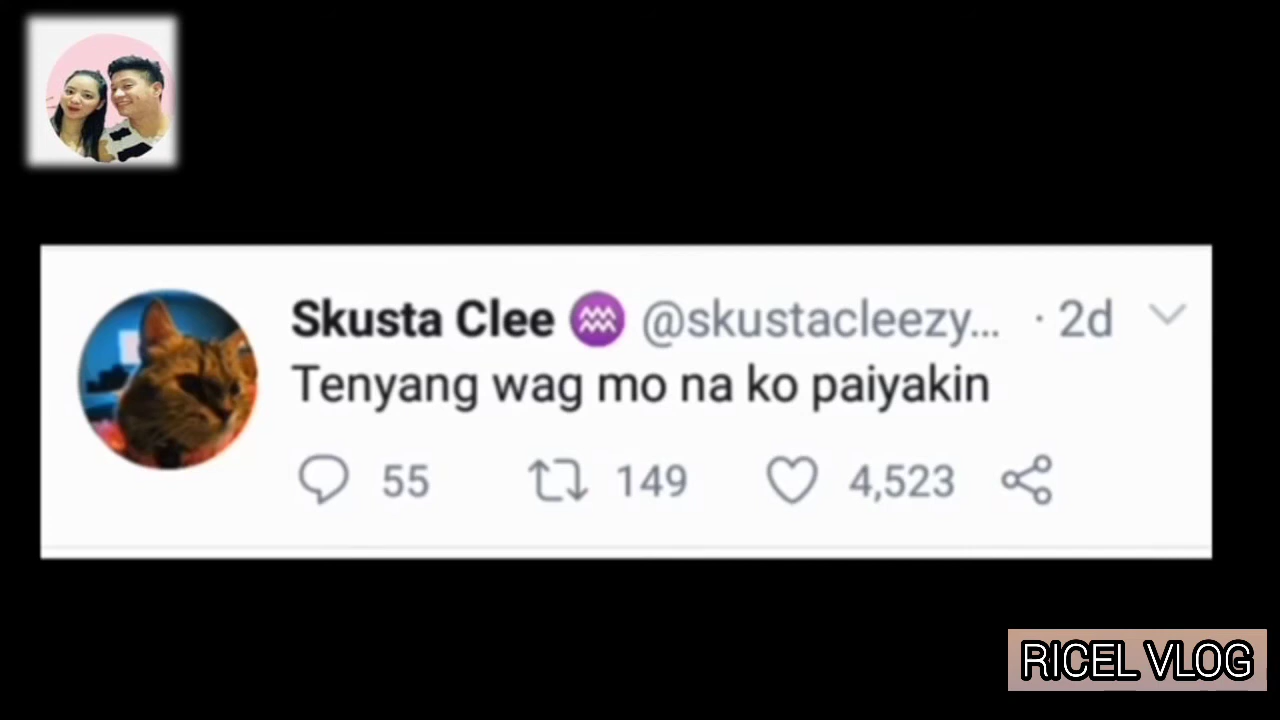 Skusta Clee ♒ @skustacleezy... · 2d
Tenyang wag mo na ko paiyakin
55 149 4,523
RICEL VLOG